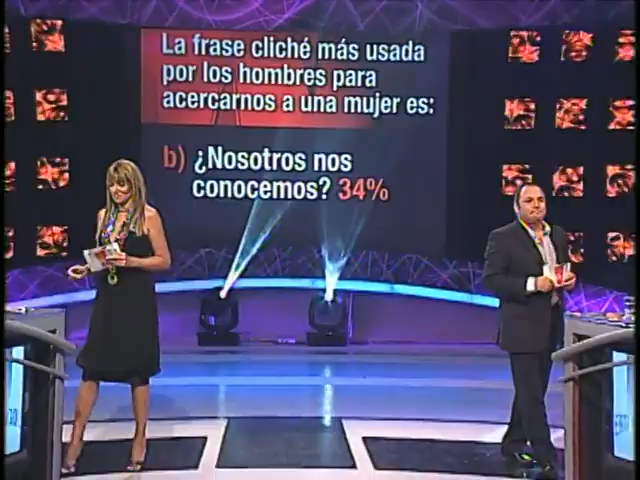 La frase cliché más usada
por los hombres para
acercarnos a una mujer es:
b) ¿Nosotros nos
conocemos? 34%